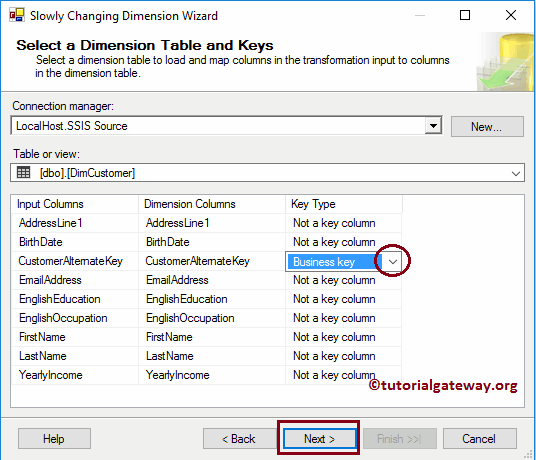 Slowly Changing Dimension Wizard
Select a Dimension Table and Keys
Select a dimension table to load and map columns in the transformation input to columns
in the dimension table.
Connection manager:
LocalHost.SSIS Source
New...
Table or view:
[dbo].[DimCustomer]
Input Columns Dimension Columns Key Type
AddressLine1 AddressLine1 Not a key column
BirthDate BirthDate Not a key column
CustomerAlternateKey CustomerAlternateKey Business key
EmailAddress EmailAddress Not a key column
EnglishEducation EnglishEducation Not a key column
EnglishOccupation EnglishOccupation Not a key column
FirstName FirstName Not a key column
LastName LastName Not a key column
YearlyIncome YearlyIncome Not a key column
©tutorialgateway.org
Help < Back Next > Finish >>| Cancel